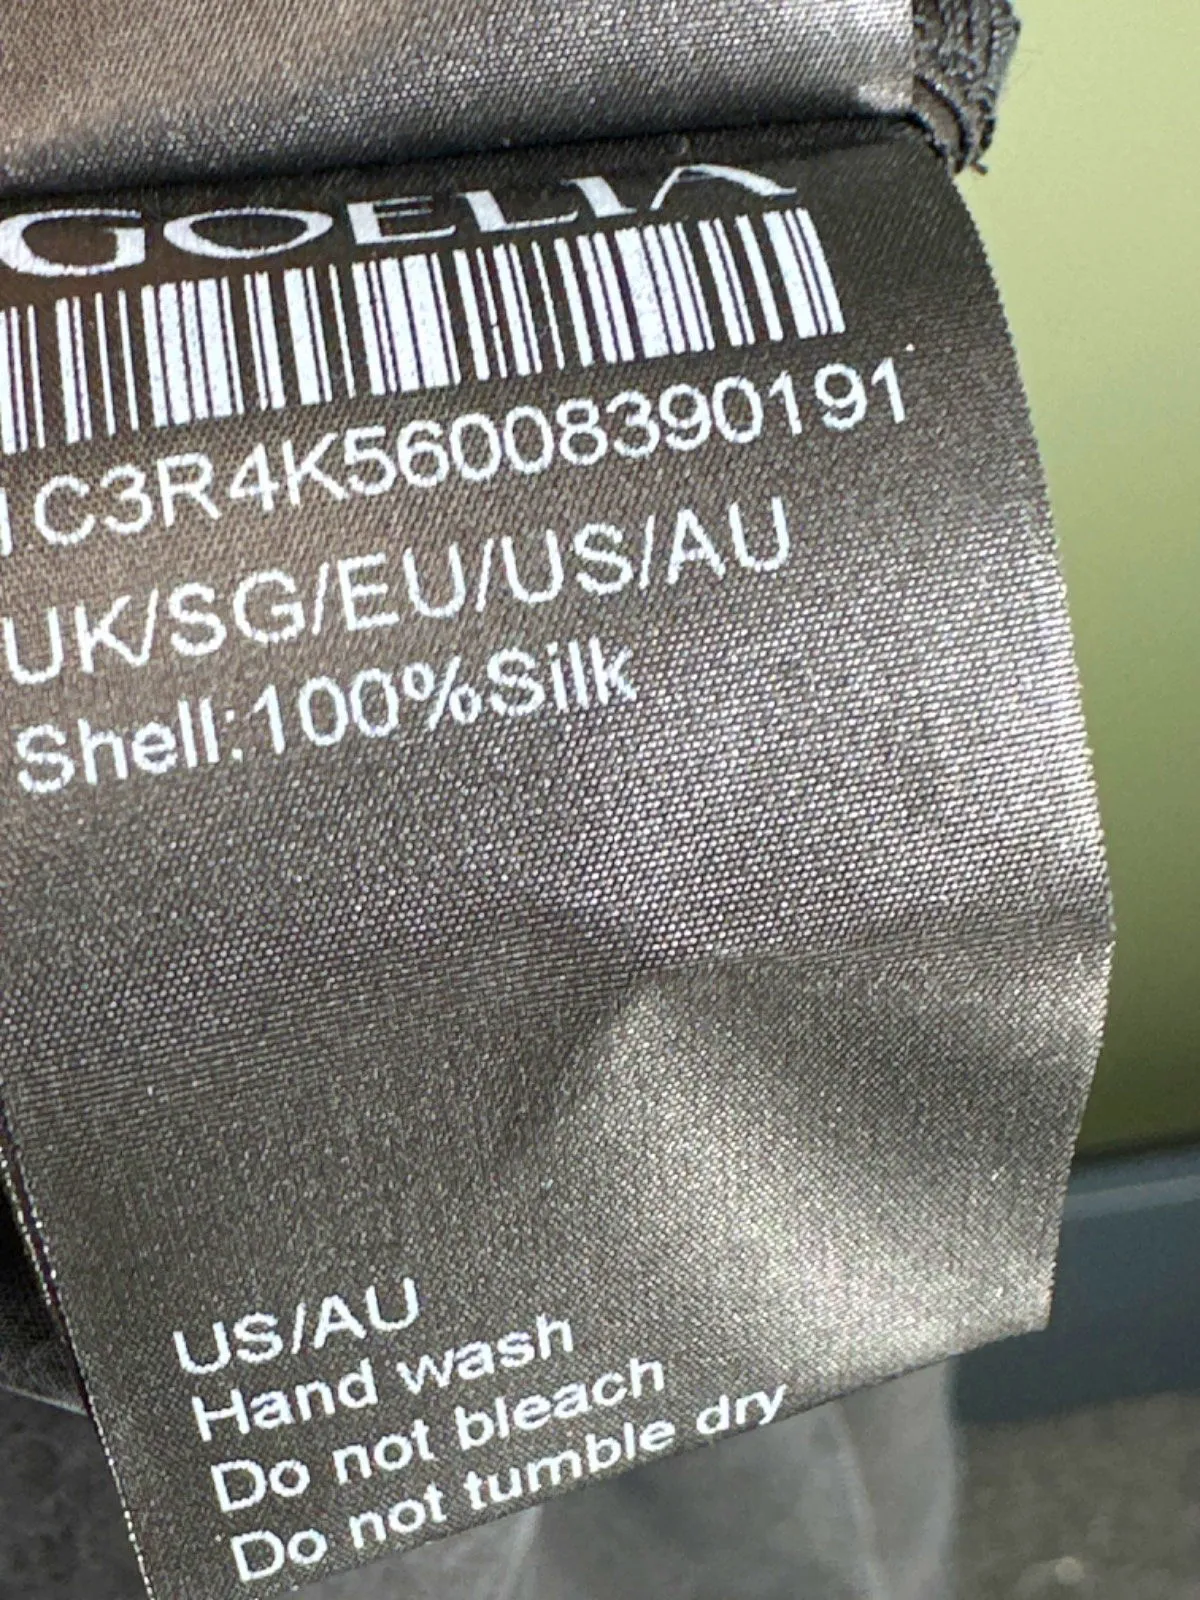 GOELIA
1C3R4K56008390191
UK/SG/EU/US/AU
Shell:100%Silk
US/AU
Hand wash
Do not bleach
Do not tumble dry